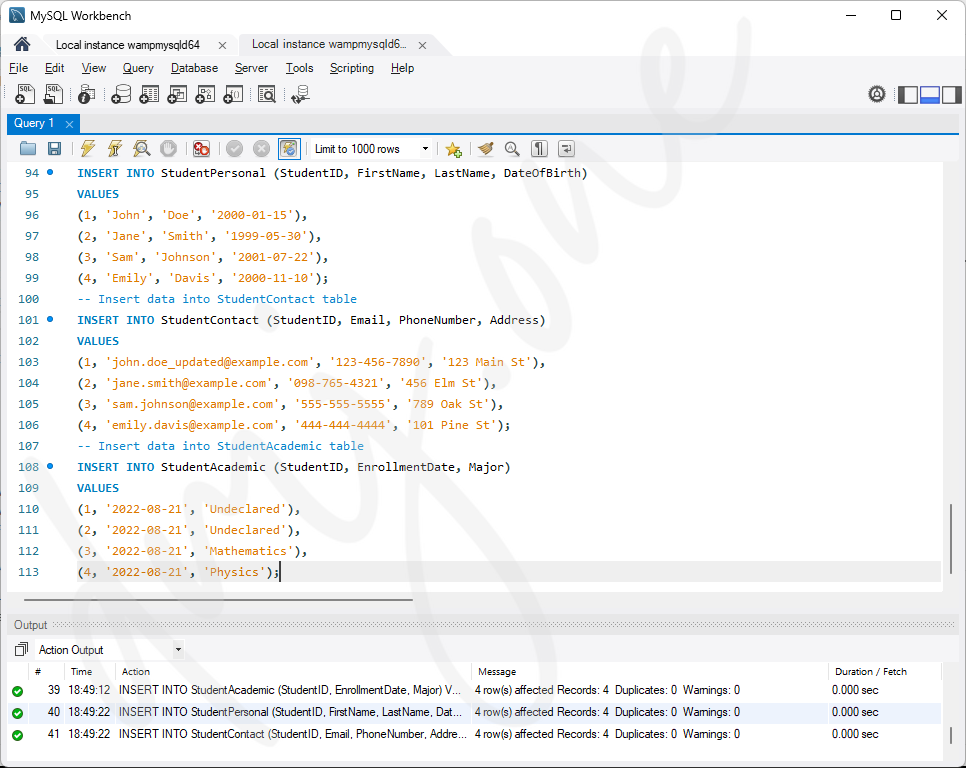 MySQL Workbench
Local instance wampmysqld64 × Local instance wampmysqld6... ×
File Edit View Query Database Server Tools Scripting Help
Query 1 ×
Limit to 1000 rows
94 INSERT INTO StudentPersonal (StudentID, FirstName, LastName, DateOfBirth)
95 VALUES
96 (1, 'John', 'Doe', '2000-01-15'),
97 (2, 'Jane', 'Smith', '1999-05-30'),
98 (3, 'Sam', 'Johnson', '2001-07-22'),
99 (4, 'Emily', 'Davis', '2000-11-10');
100 -- Insert data into StudentContact table
101 INSERT INTO StudentContact (StudentID, Email, PhoneNumber, Address)
102 VALUES
103 (1, 'john.doe_updated@example.com', '123-456-7890', '123 Main St'),
104 (2, 'jane.smith@example.com', '098-765-4321', '456 Elm St'),
105 (3, 'sam.johnson@example.com', '555-555-5555', '789 Oak St'),
106 (4, 'emily.davis@example.com', '444-444-4444', '101 Pine St');
107 -- Insert data into StudentAcademic table
108 INSERT INTO StudentAcademic (StudentID, EnrollmentDate, Major)
109 VALUES
110 (1, '2022-08-21', 'Undeclared'),
111 (2, '2022-08-21', 'Undeclared'),
112 (3, '2022-08-21', 'Mathematics'),
113 (4, '2022-08-21', 'Physics');
Output
Action Output
# Time Action Message Duration / Fetch
39 18:49:12 INSERT INTO StudentAcademic (StudentID, EnrollmentDate, Major) V... 4 row(s) affected Records: 4 Duplicates: 0 Warnings: 0 0.000 sec
40 18:49:22 INSERT INTO StudentPersonal (StudentID, FirstName, LastName, Dat... 4 row(s) affected Records: 4 Duplicates: 0 Warnings: 0 0.000 sec
41 18:49:22 INSERT INTO StudentContact (StudentID, Email, PhoneNumber, Addre... 4 row(s) affected Records: 4 Duplicates: 0 Warnings: 0 0.000 sec